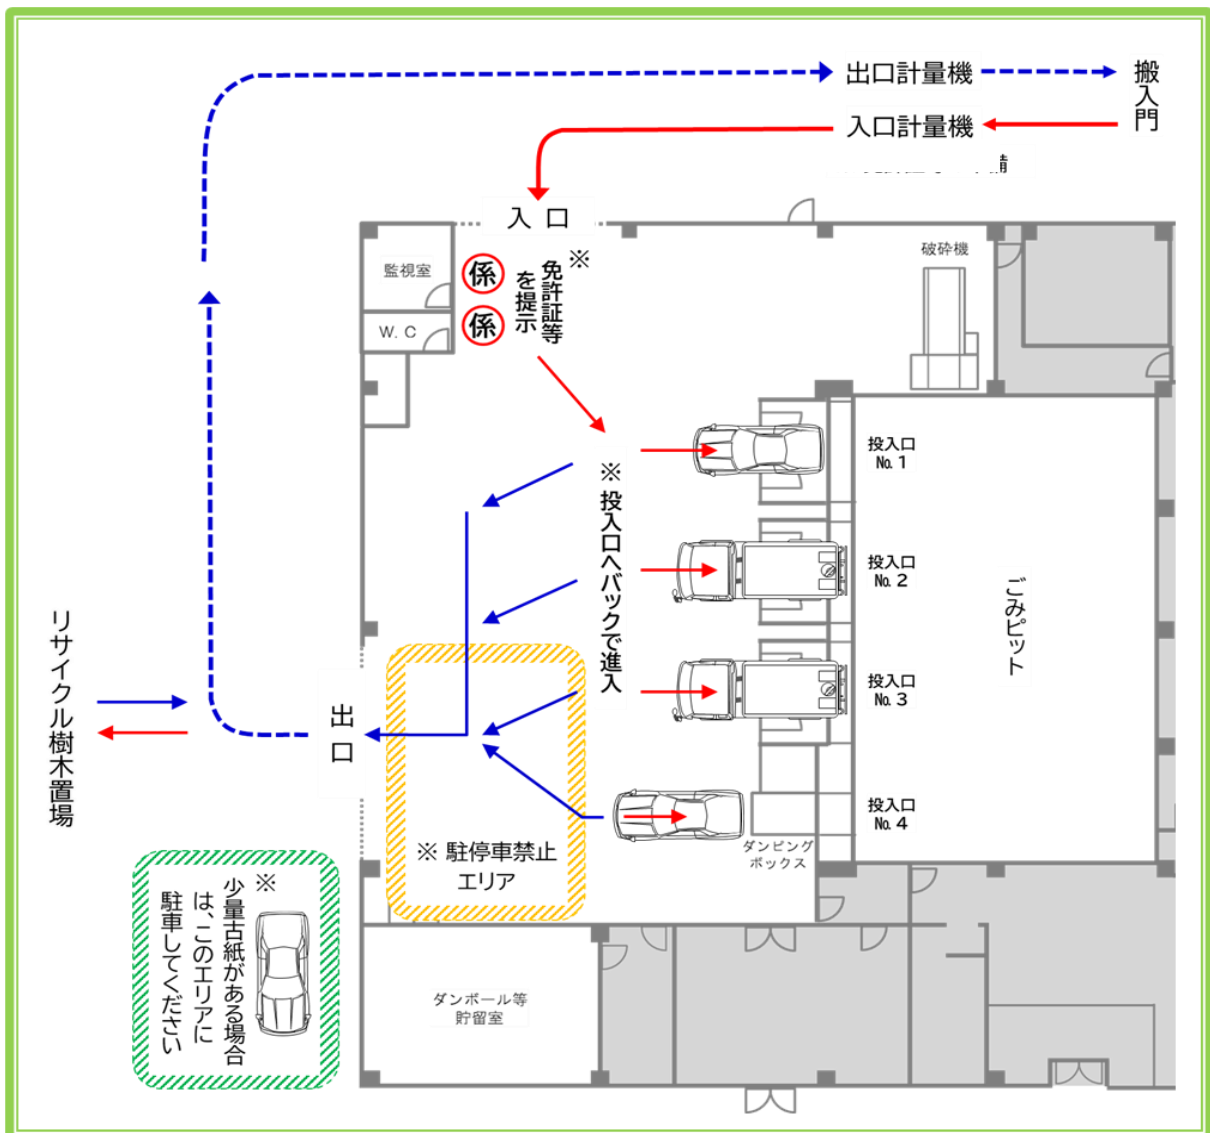 出口計量機
搬入門
入口計量機
備
入口
監視室
係
※
免許証等
を提示
係
W.C
破砕機
投入口
No.1
※投入口へバックで進入
投入口
No.2
ごみピット
投入口
No.3
リサイクル樹木置場
出口
投入口
No.4
ダンピング
ボックス
※ 駐停車禁止
エリア
※
少量古紙がある場合
は、このエリアに
駐車してください
ダンボール等
貯留室